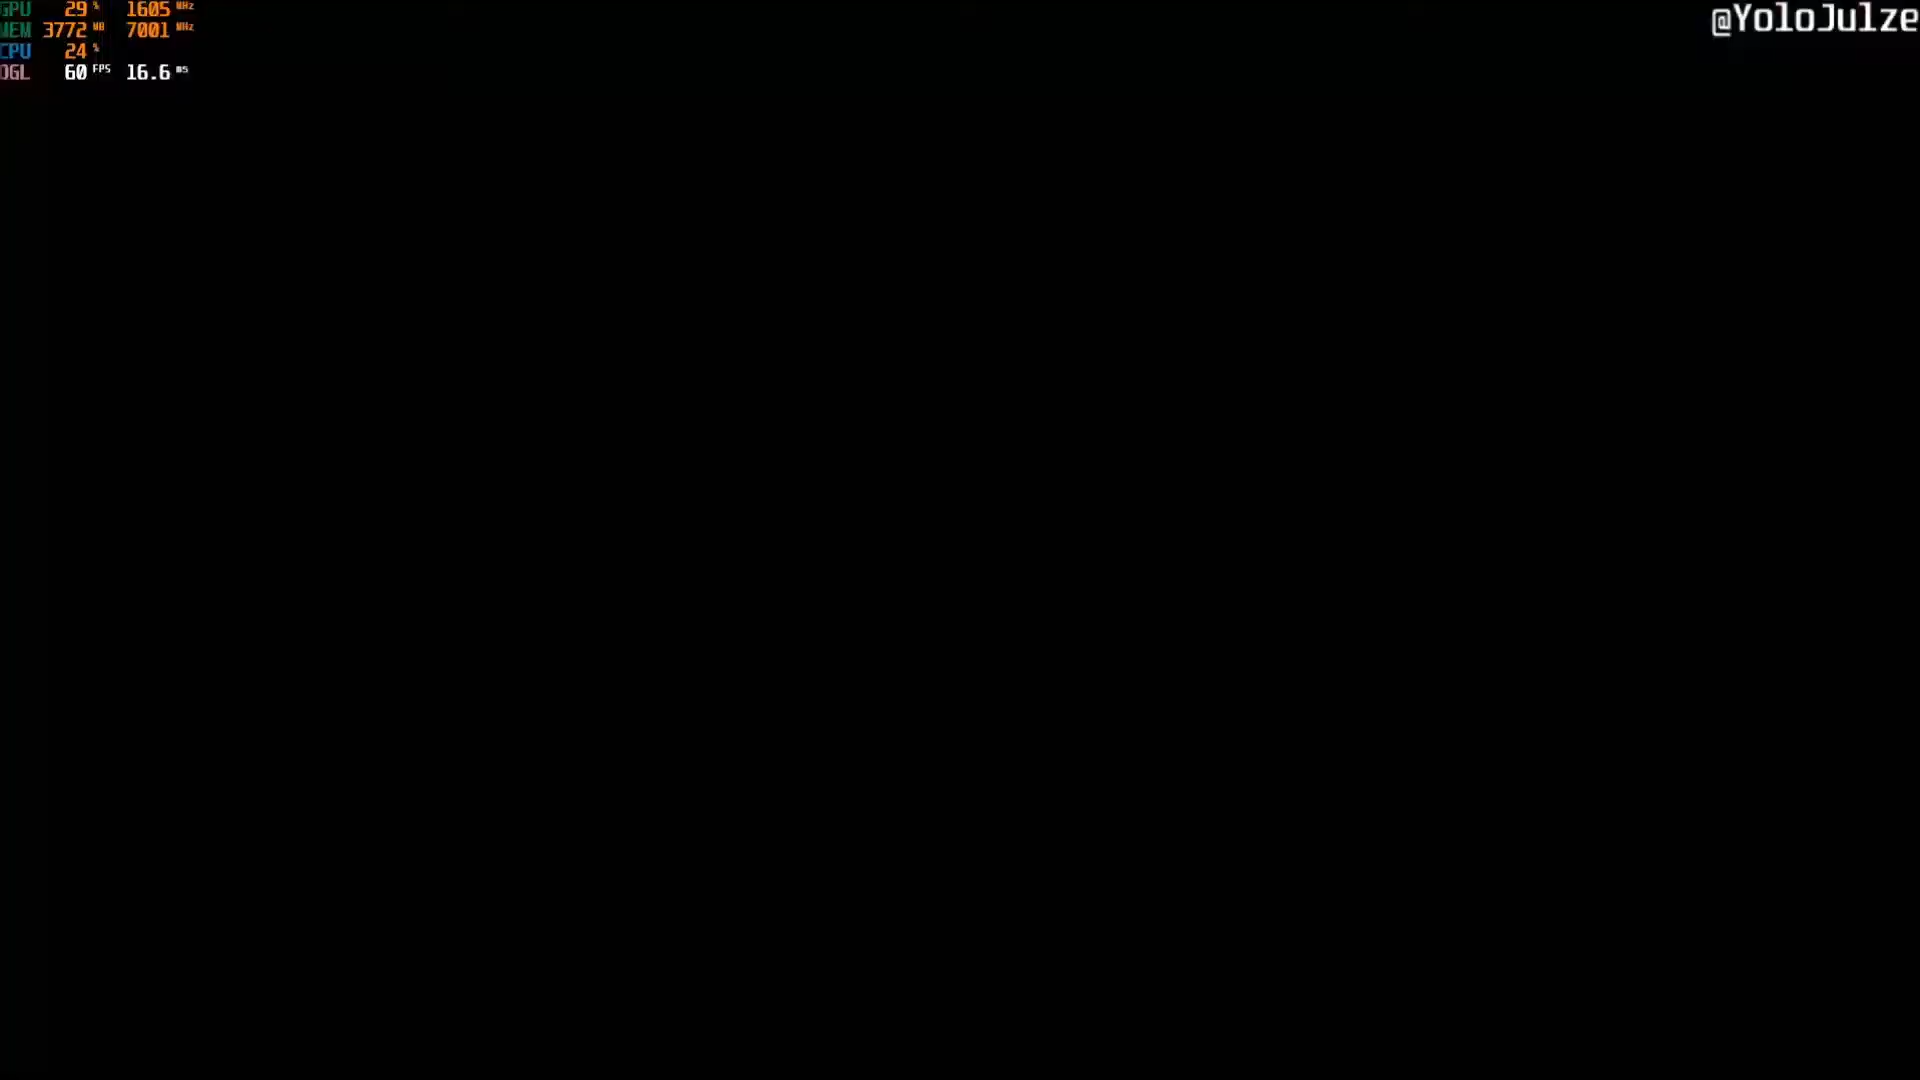 GPU 29 % 1605 MHz
MEM 3772 MB 7001 MHz
CPU 24 %
OGL 60 FPS 16.6 ms
@YoloJulze